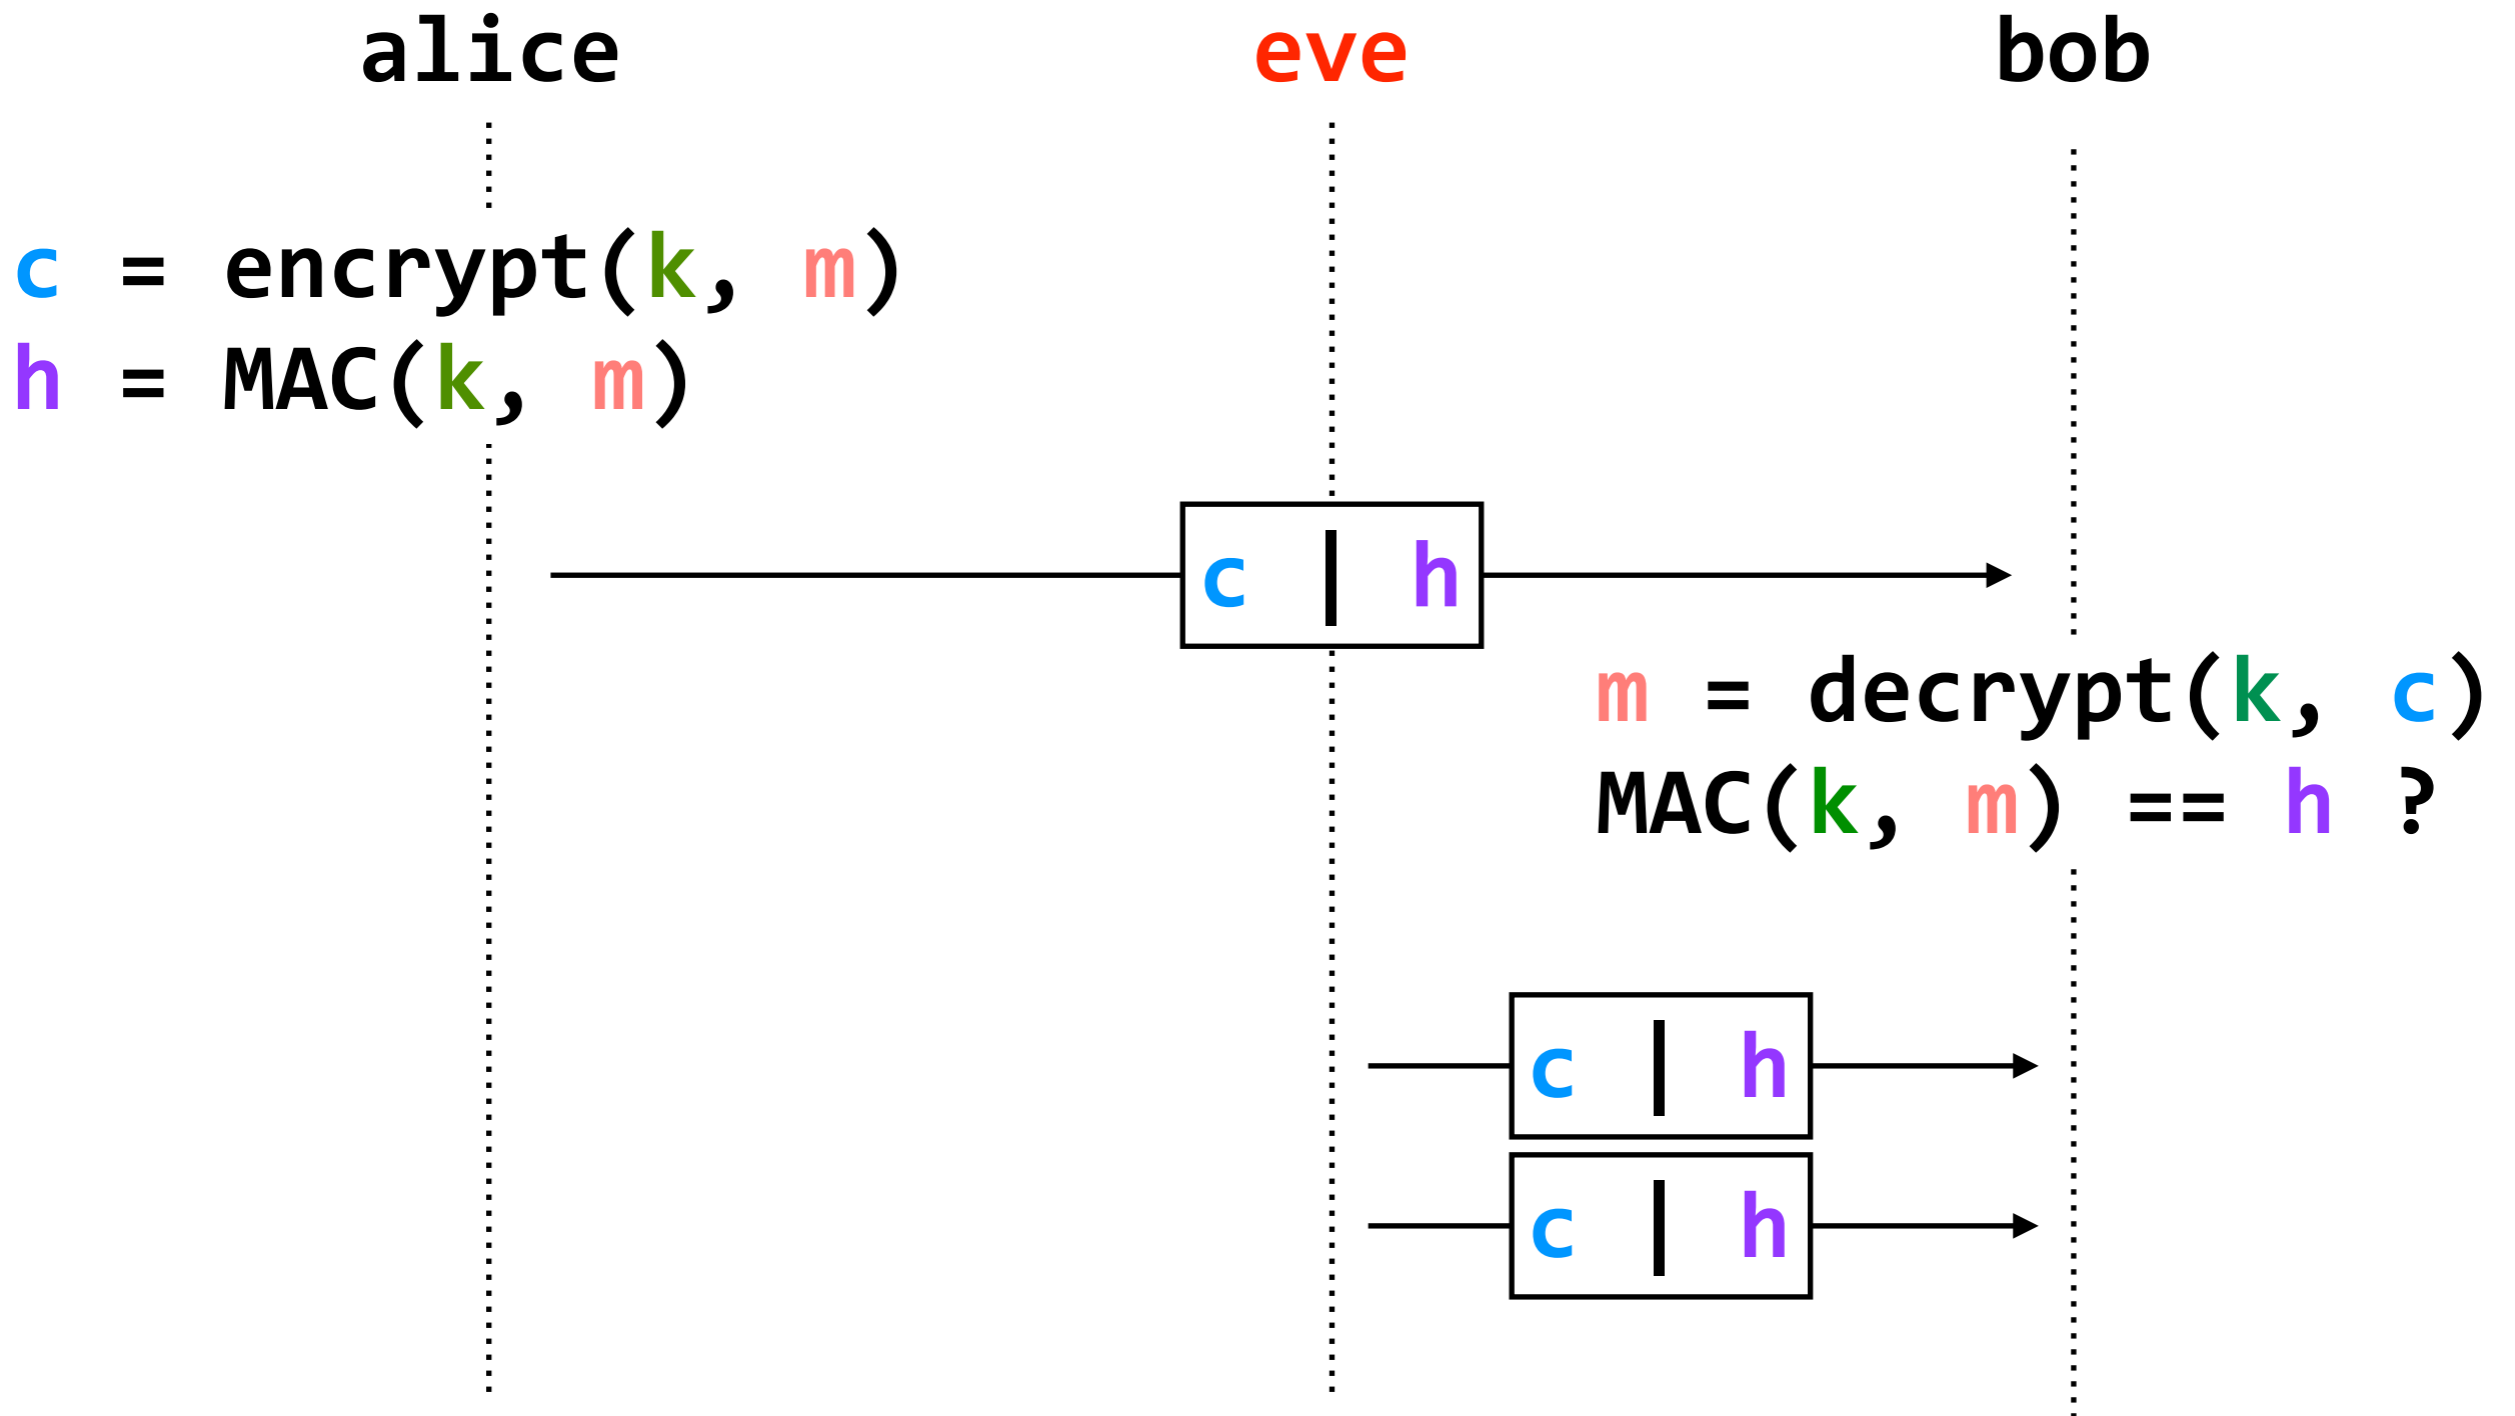 alice eve bob
c = encrypt(k, m)
h = MAC(k, m)
c | h
m = decrypt(k, c)
MAC(k, m) == h ?
c | h
c | h